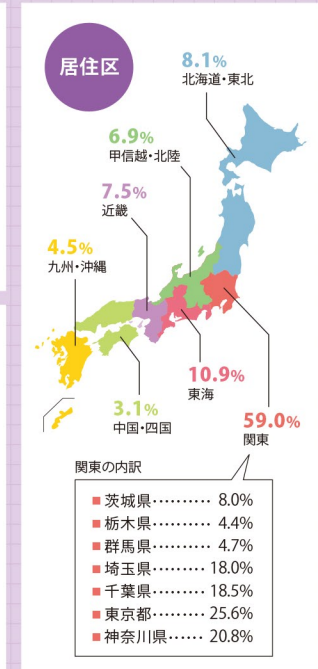 居住区
8.1%
北海道・東北
6.9%
甲信越・北陸
7.5%
近畿
4.5%
九州・沖縄
10.9%
東海
3.1%
中国・四国
59.0%
関東
関東の内訳
■茨城県·········· 8.0%
■栃木県·········· 4.4%
■群馬県·········· 4.7%
■埼玉県·········· 18.0%
■千葉県·········· 18.5%
■東京都·········· 25.6%
■神奈川県······ 20.8%